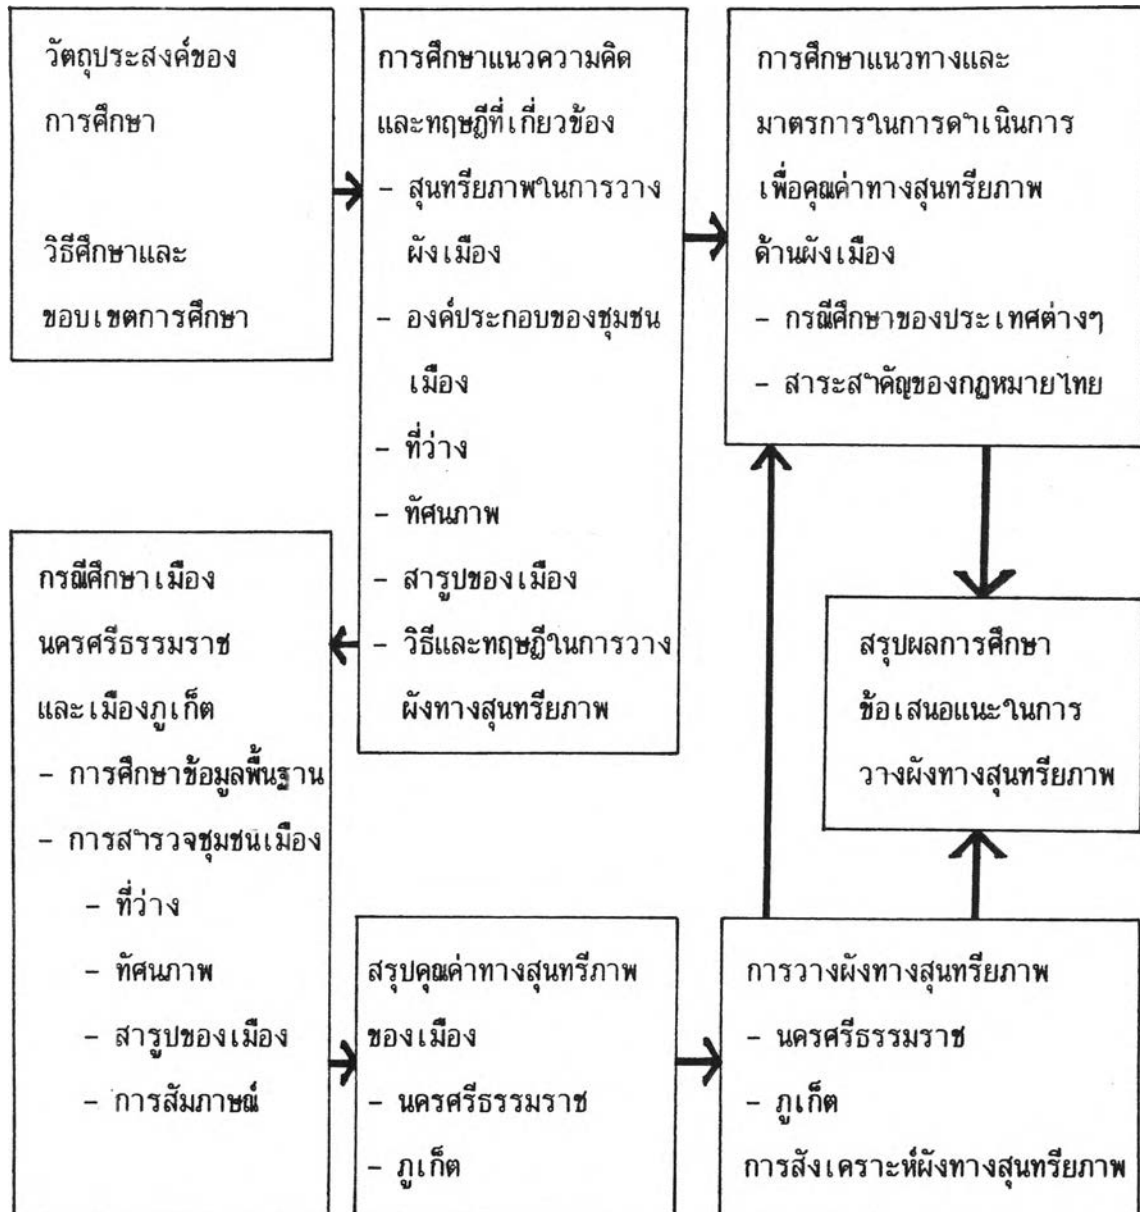 วัตถุประสงค์ของ
การศึกษา
วิธีศึกษาและ
ขอบเขตการศึกษา
การศึกษาแนวความคิด
และทฤษฎีที่เกี่ยวข้อง
- สุนทรียภาพในการวาง
ผังเมือง
- องค์ประกอบของชุมชน
เมือง
- ที่ว่าง
- ทัศนภาพ
- สารูปของเมือง
- วิธีและทฤษฎีในการวาง
ผังทางสุนทรียภาพ
การศึกษาแนวทางและ
มาตรการในการดำเนินการ
เพื่อคุณค่าทางสุนทรียภาพ
ด้านผังเมือง
- กรณีศึกษาของประเทศต่างๆ
- สาระสำคัญของกฎหมายไทย
กรณีศึกษาเมือง
นครศรีธรรมราช
และเมืองภูเก็ต
- การศึกษาข้อมูลพื้นฐาน
- การสำรวจชุมชนเมือง
- ที่ว่าง
- ทัศนภาพ
- สารูปของเมือง
- การสัมภาษณ์
สรุปคุณค่าทางสุนทรีภาพ
ของเมือง
- นครศรีธรรมราช
- ภูเก็ต
การวางผังทางสุนทรียภาพ
- นครศรีธรรมราช
- ภูเก็ต
การสังเคราะห์ผังทางสุนทรียภาพ
สรุปผลการศึกษา
ข้อเสนอแนะในการ
วางผังทางสุนทรียภาพ